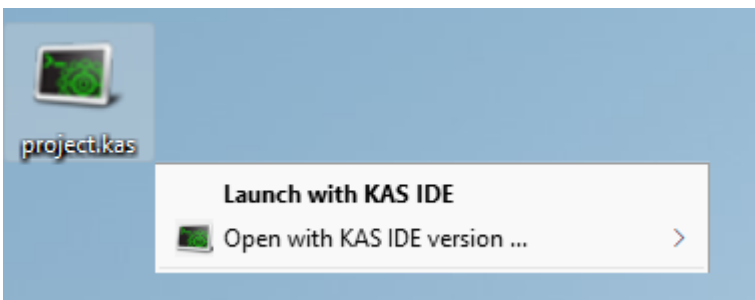 project.kas
Launch with KAS IDE
Open with KAS IDE version ...